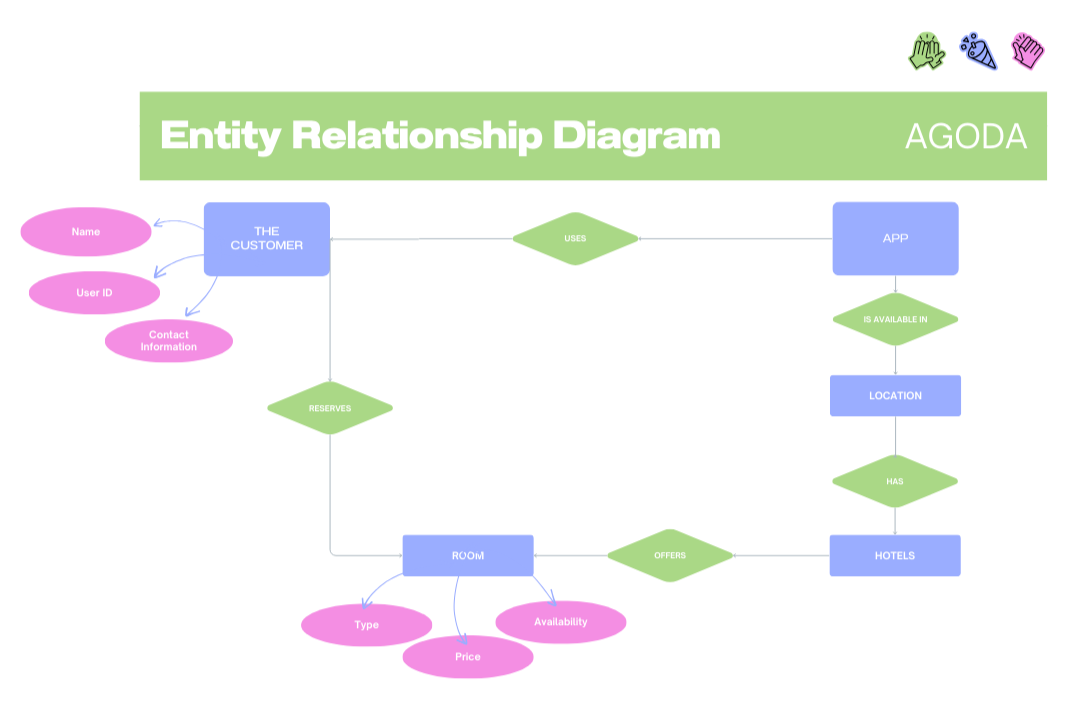 Entity Relationship Diagram
AGODA
Name
THE
CUSTOMER
USES
APP
User ID
Contact
Information
IS AVAILABLE IN
LOCATION
RESERVES
HAS
ROOM
OFFERS
HOTELS
Type
Availability
Price